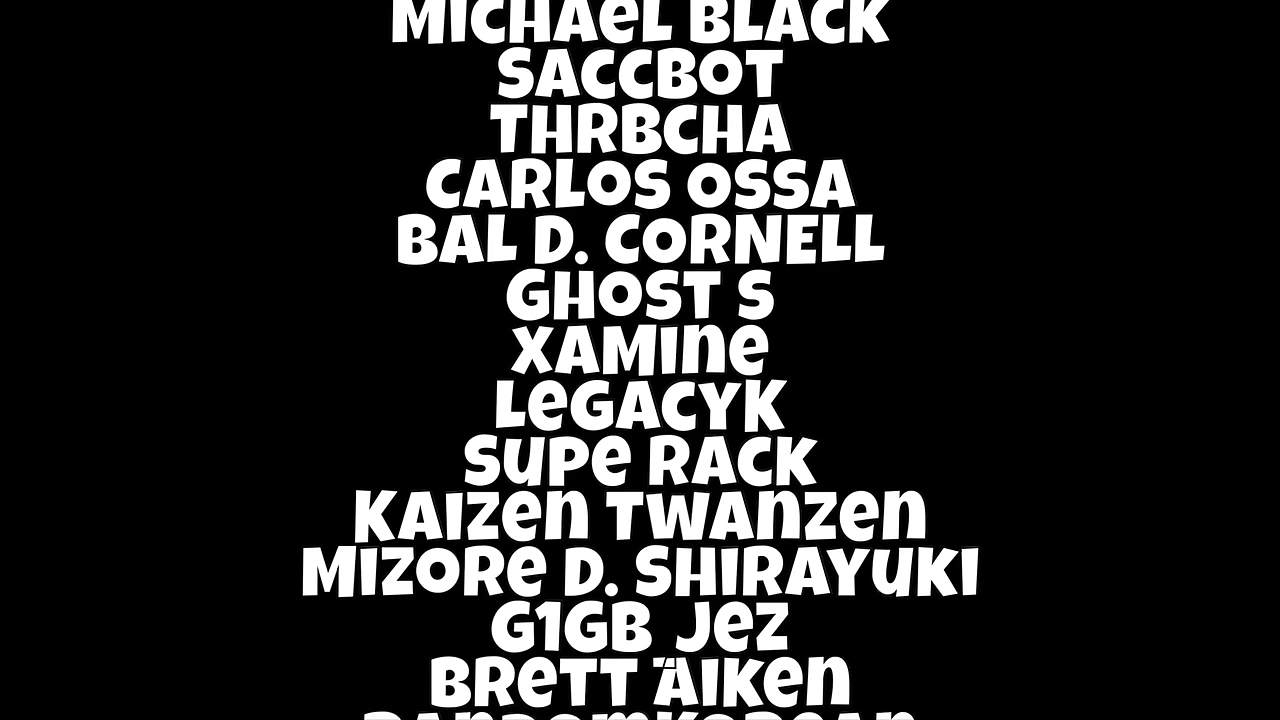 MICHAEL BLACK
SACCBOT
THRBCHA
CARLOS OSSA
BAL D. CORNELL
GHOST S
XAMINE
LEGACYK
SUPE RACK
KAIZEN TWANZEN
MIZORE D. SHIRAYUKI
G1GB JEZ
BRETT ÄIKEN